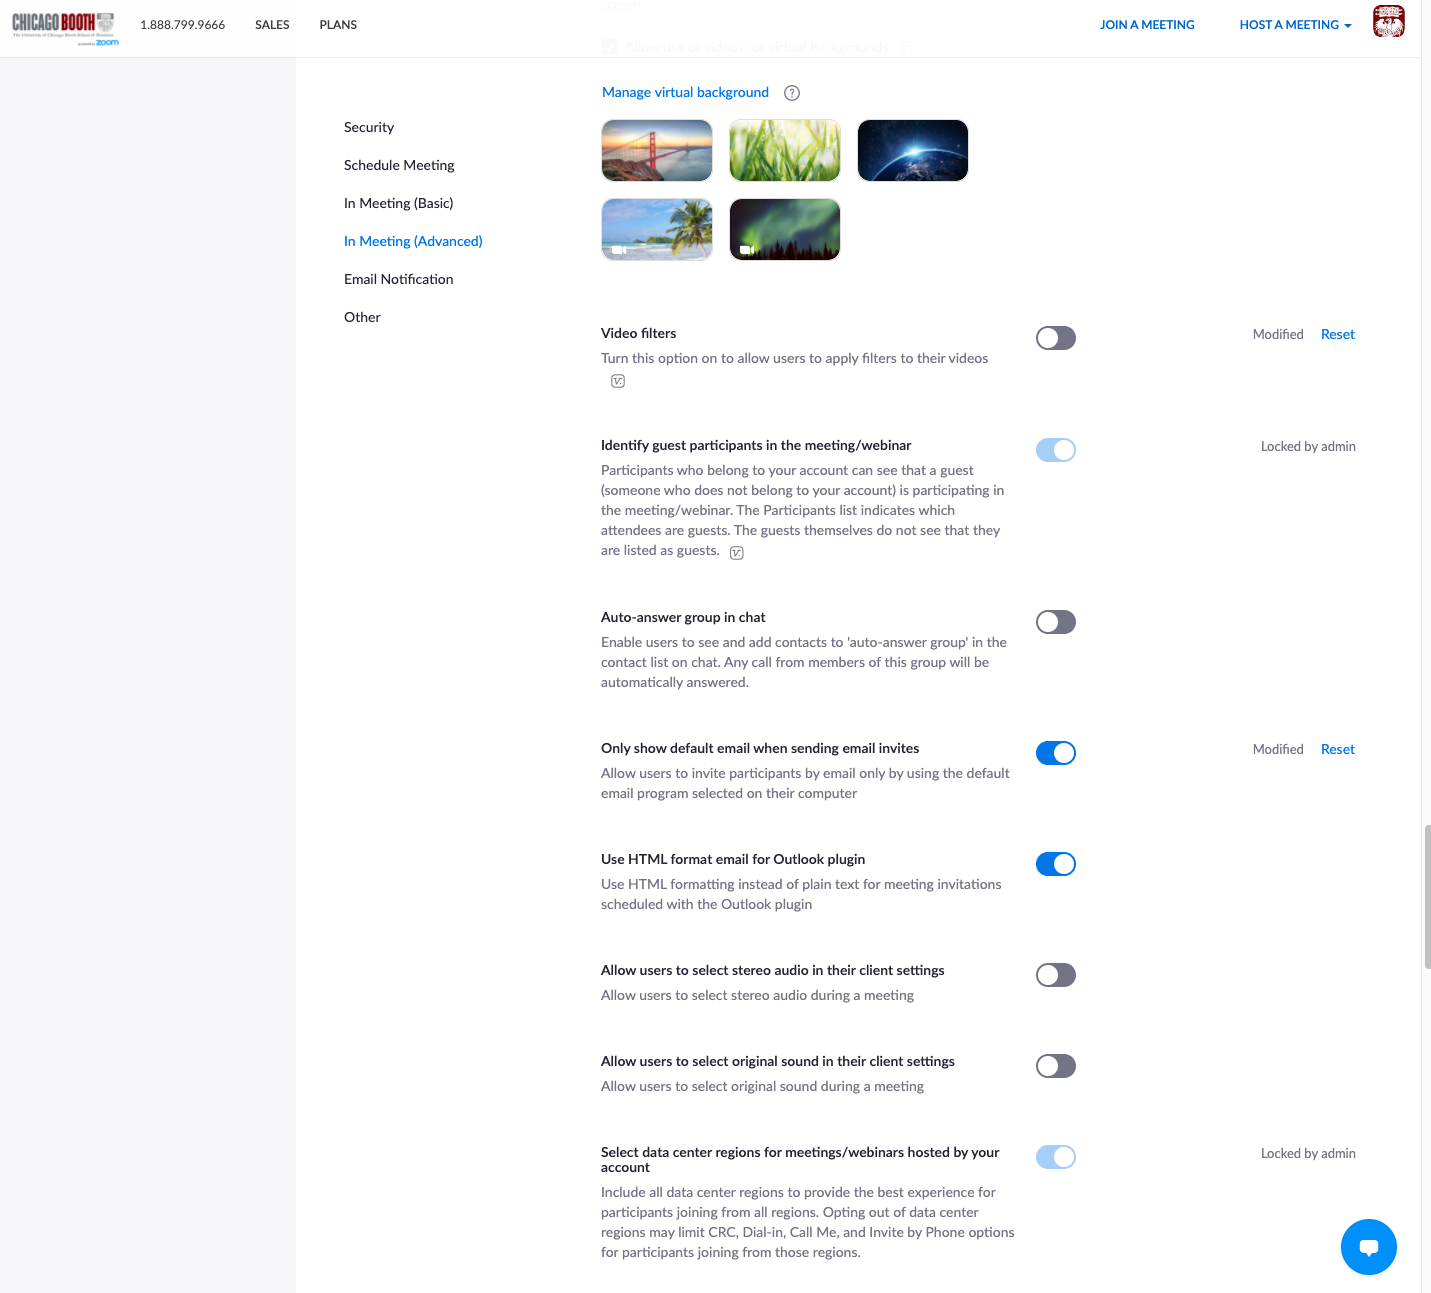 CHICAGO BOOTH
The University of Chicago Booth School of Business
powered by zoom
1.888.799.9666
SALES
PLANS
JOIN A MEETING
HOST A MEETING
screen.
Allow use of videos for virtual backgrounds
Security
Schedule Meeting
In Meeting (Basic)
In Meeting (Advanced)
Email Notification
Other
Manage virtual background
Video filters
Turn this option on to allow users to apply filters to their videos
Modified Reset
Identify guest participants in the meeting/webinar
Participants who belong to your account can see that a guest
(someone who does not belong to your account) is participating in
the meeting/webinar. The Participants list indicates which
attendees are guests. The guests themselves do not see that they
are listed as guests.
Locked by admin
Auto-answer group in chat
Enable users to see and add contacts to 'auto-answer group' in the
contact list on chat. Any call from members of this group will be
automatically answered.
Only show default email when sending email invites
Allow users to invite participants by email only by using the default
email program selected on their computer
Modified Reset
Use HTML format email for Outlook plugin
Use HTML formatting instead of plain text for meeting invitations
scheduled with the Outlook plugin
Allow users to select stereo audio in their client settings
Allow users to select stereo audio during a meeting
Allow users to select original sound in their client settings
Allow users to select original sound during a meeting
Select data center regions for meetings/webinars hosted by your
account
Include all data center regions to provide the best experience for
participants joining from all regions. Opting out of data center
regions may limit CRC, Dial-in, Call Me, and Invite by Phone options
for participants joining from those regions.
Locked by admin